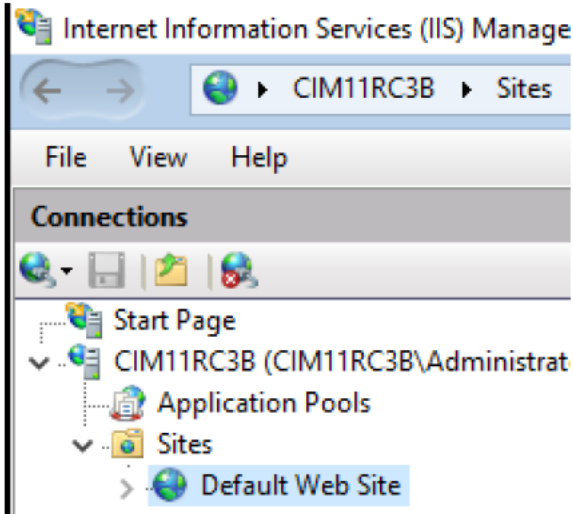 Internet Information Services (IIS) Manage
CIM11RC3B Sites
File View Help
Connections
Start Page
CIM11RC3B (CIM11RC3B\Administrat
Application Pools
Sites
Default Web Site